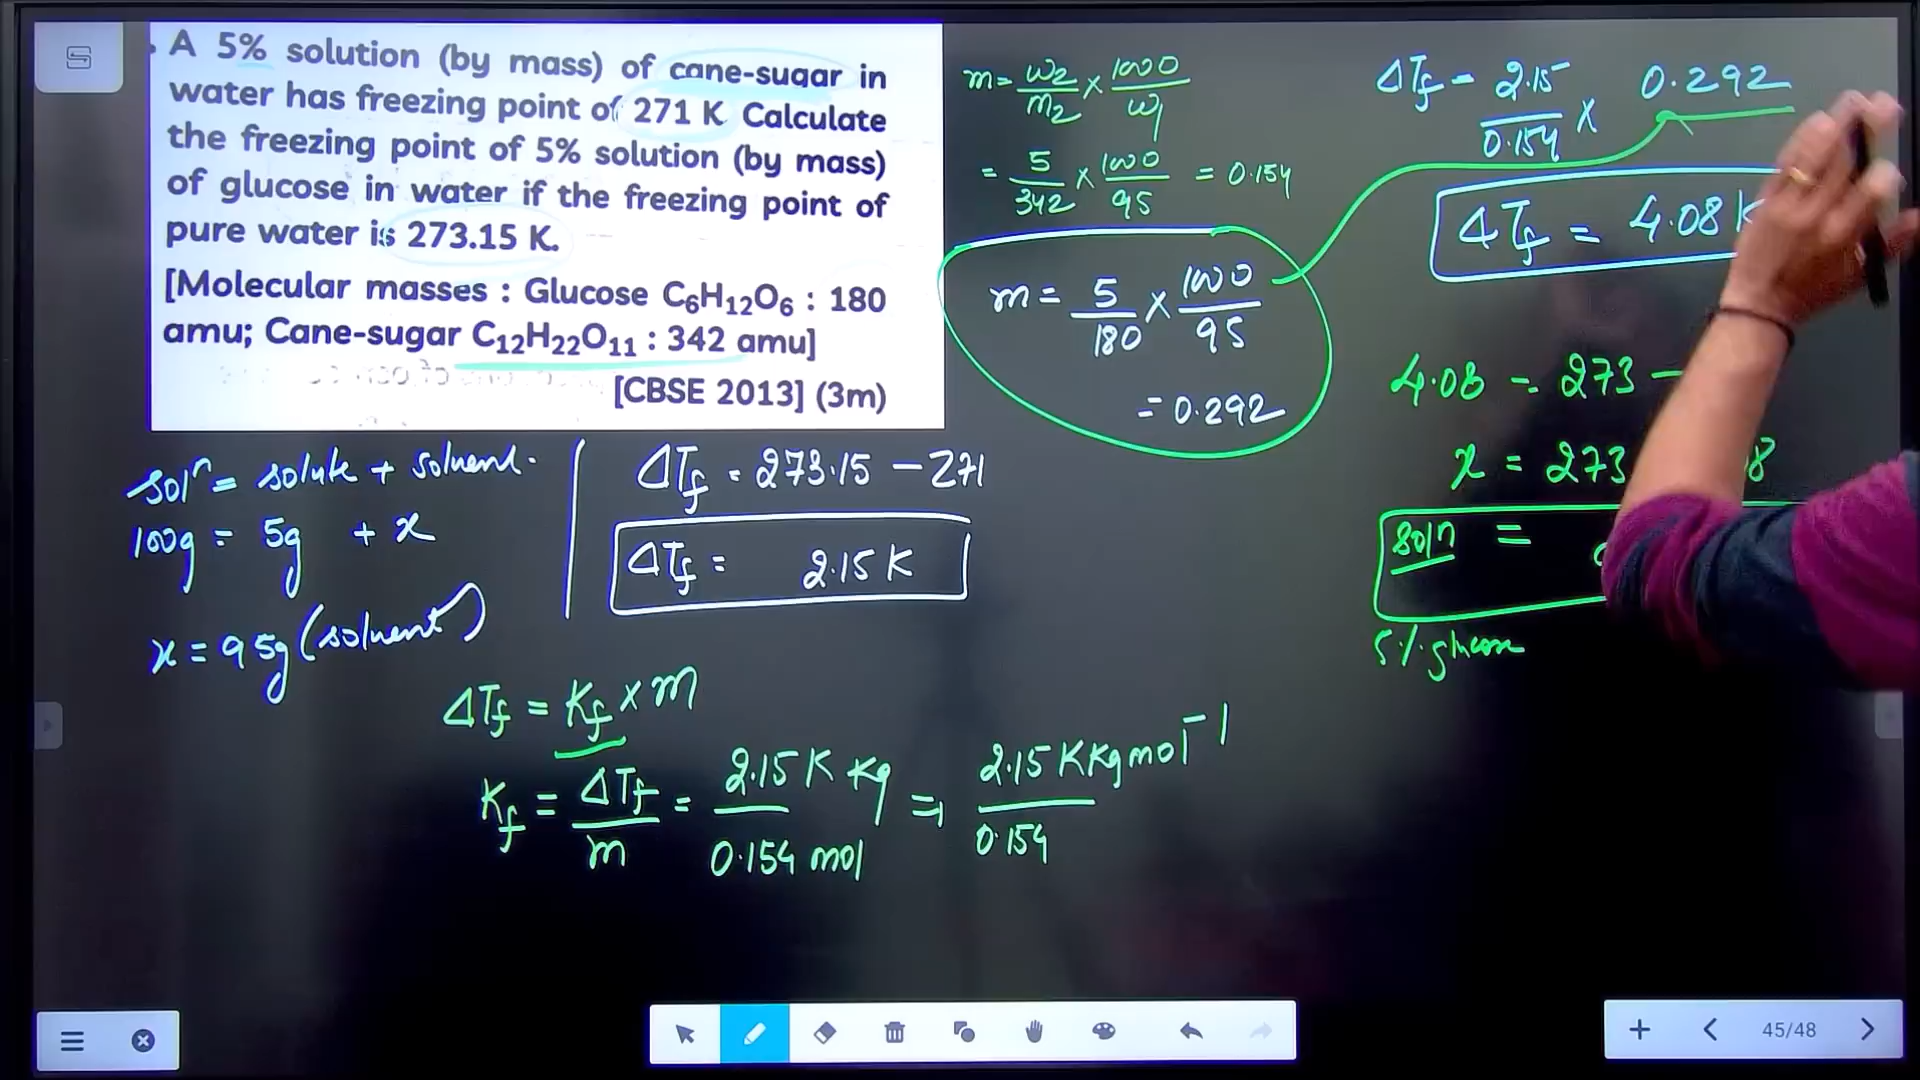 A 5% solution (by mass) of cane-sugar in
water has freezing point of 271 K. Calculate
the freezing point of 5% solution (by mass)
of glucose in water if the freezing point of
pure water is 273.15 K.
[Molecular masses : Glucose C₆H₁₂O₆ : 180
amu; Cane-sugar C₁₂H₂₂O₁₁ : 342 amu]
[CBSE 2013] (3m)
solⁿ = solute + solvent.
100g = 5g + x
x = 95g (solvent)
ΔTf = 273.15 – 271
ΔTf = 2.15 K
ΔTf = Kf × m
Kf = ΔTf/m = 2.15 K Kg/0.154 mol ⇒ 2.15 K Kg mol⁻¹/0.154
m = w2/m2 × 1000/w1
= 5/342 × 1000/95 = 0.154
m = 5/180 × 1000/95
= 0.292
ΔTf = 2.15/0.154 × 0.292
ΔTf = 4.08 K
4.08 = 273 –
x = 273 8
soln =
5% glucose
45/48